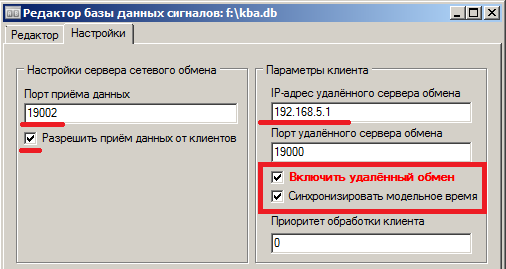 Редактор базы данных сигналов: f:\kba.db
Редактор Настройки
Настройки сервера сетевого обмена
Порт приёма данных
19002
Разрешить приём данных от клиентов
Параметры клиента
IP-адрес удалённого сервера обмена
192.168.5.1
Порт удалённого сервера обмена
19000
Включить удалённый обмен
Синхронизировать модельное время
Приоритет обработки клиента
0